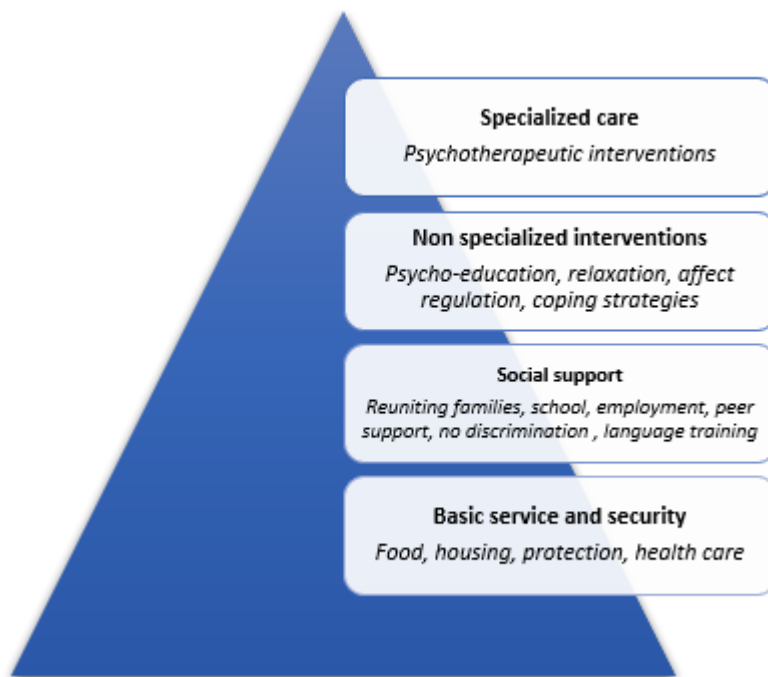 Specialized care
Psychotherapeutic interventions
Non specialized interventions
Psycho-education, relaxation, affect
regulation, coping strategies
Social support
Reuniting families, school, employment, peer
support, no discrimination , language training
Basic service and security
Food, housing, protection, health care